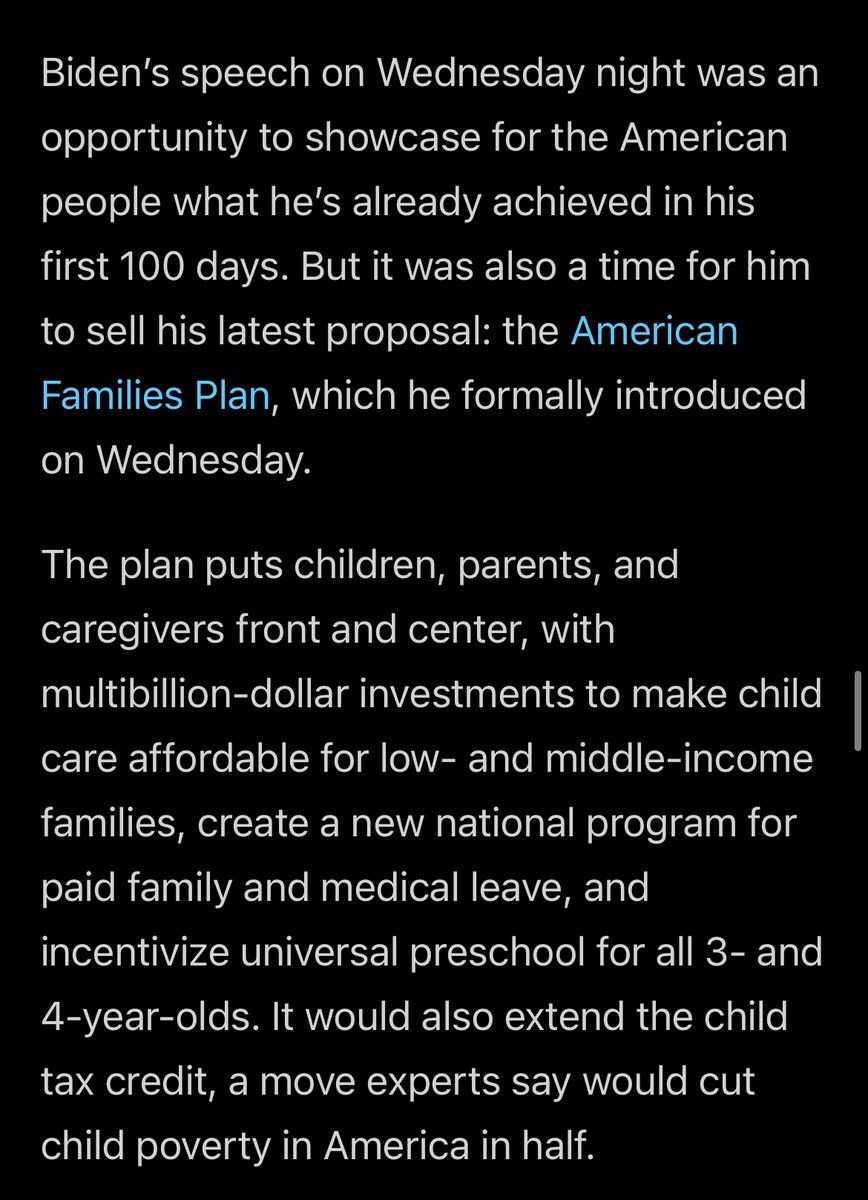 Biden’s speech on Wednesday night was an
opportunity to showcase for the American
people what he’s already achieved in his
first 100 days. But it was also a time for him
to sell his latest proposal: the American
Families Plan, which he formally introduced
on Wednesday.
The plan puts children, parents, and
caregivers front and center, with
multibillion-dollar investments to make child
care affordable for low- and middle-income
families, create a new national program for
paid family and medical leave, and
incentivize universal preschool for all 3- and
4-year-olds. It would also extend the child
tax credit, a move experts say would cut
child poverty in America in half.